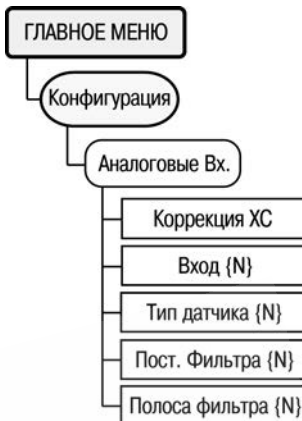 ГЛАВНОЕ МЕНЮ
Конфигурация
Аналоговые Вх.
Коррекция ХС
Вход {N}
Тип датчика {N}
Пост. Фильтра {N}
Полоса фильтра {N}